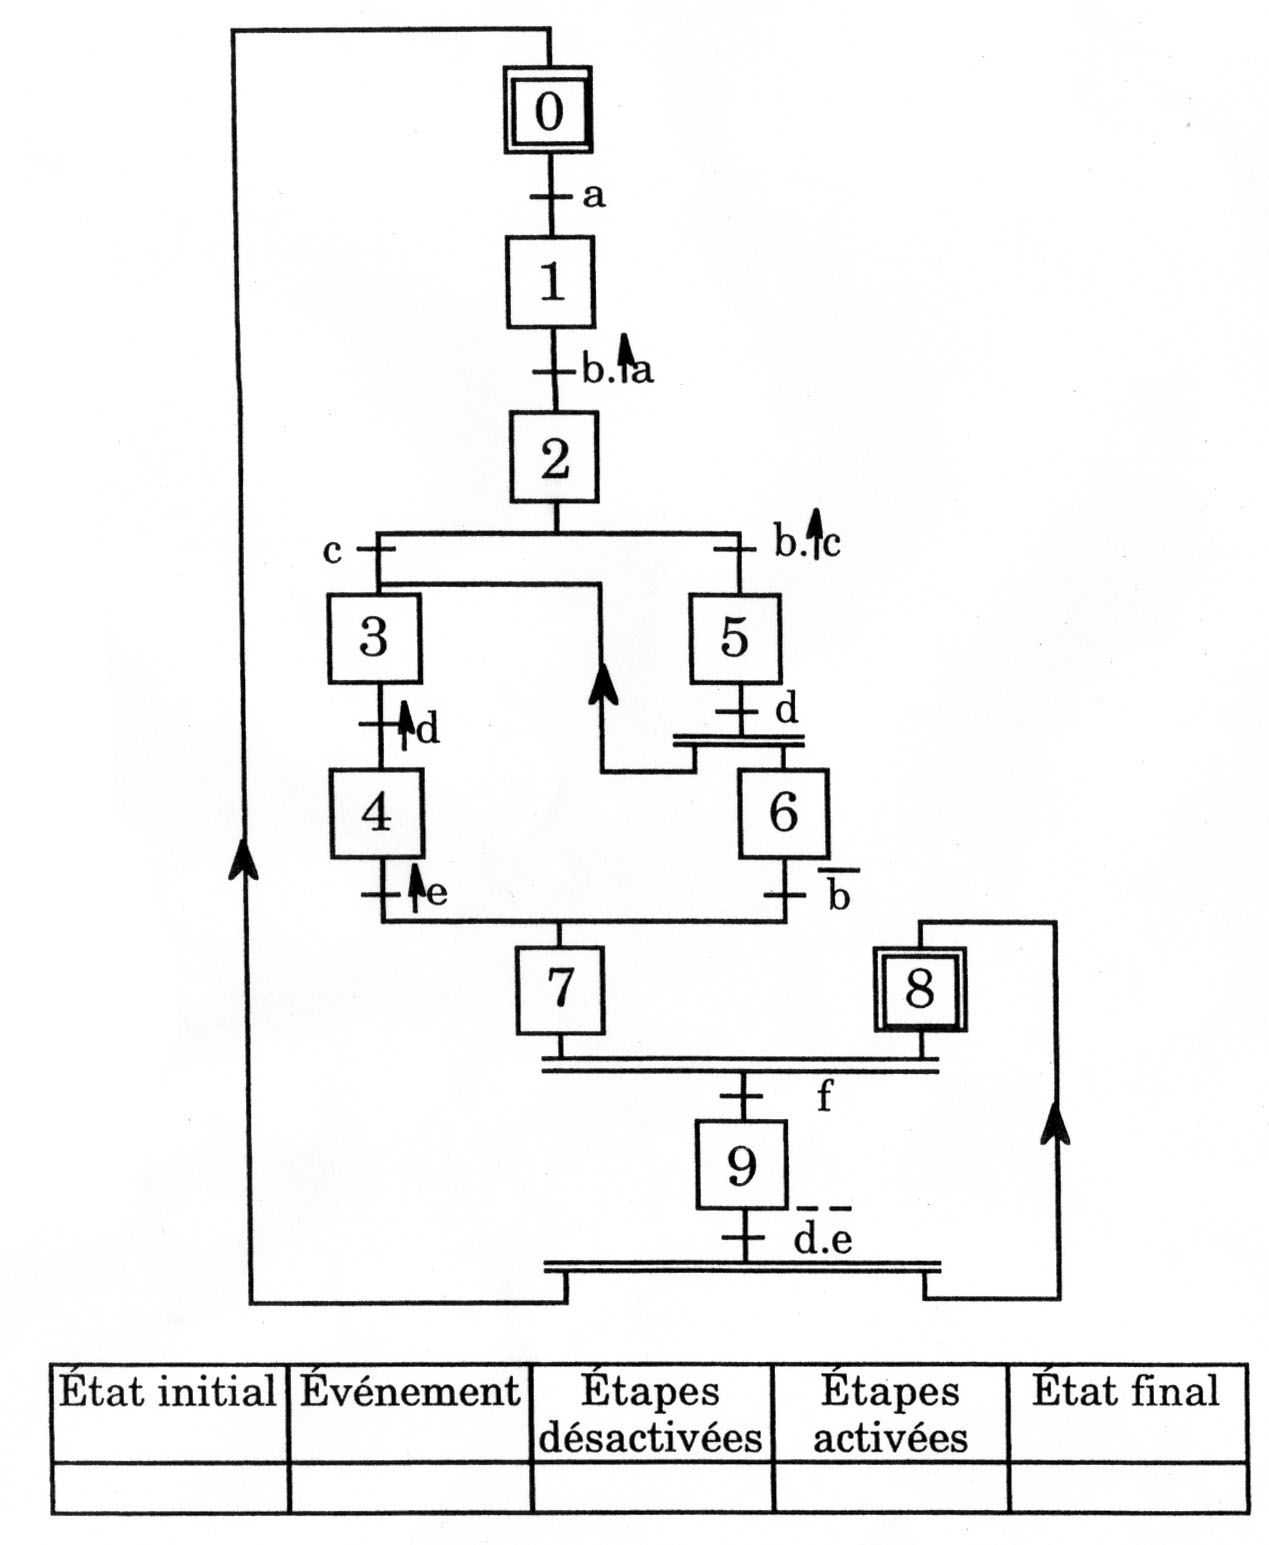 0
a
1
b.↑a
2
c
b.↑c
3
5
d
↑d
4
6
↑e
b̅
7
8
f
9
d̅.e̅
État initial Événement Étapes désactivées Étapes activées État final